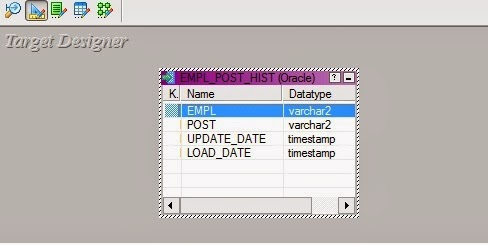 Target Designer
EMPL_POST_HIST (Oracle)
K. Name Datatype
EMPL varchar2
POST varchar2
UPDATE_DATE timestamp
LOAD_DATE timestamp